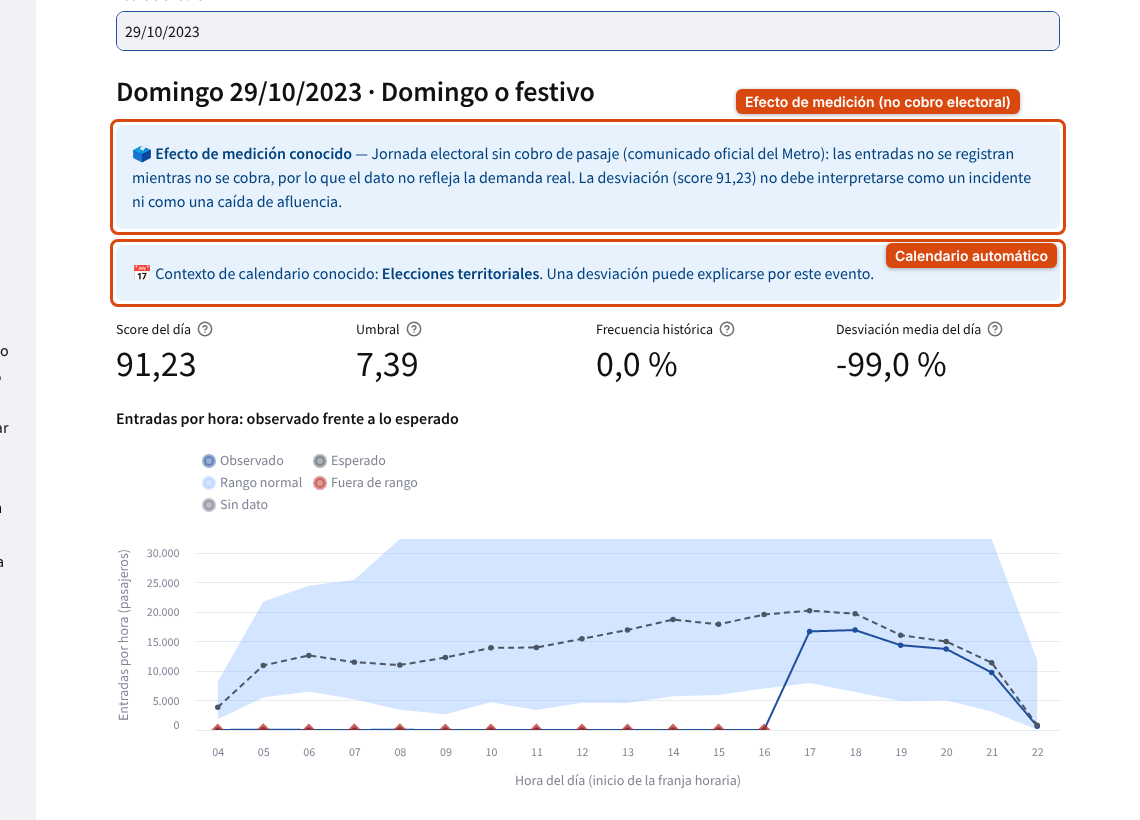 29/10/2023
Domingo 29/10/2023 · Domingo o festivo
Efecto de medición (no cobro electoral)
Efecto de medición conocido — Jornada electoral sin cobro de pasaje (comunicado oficial del Metro): las entradas no se registran
mientras no se cobra, por lo que el dato no refleja la demanda real. La desviación (score 91,23) no debe interpretarse como un incidente
ni como una caída de afluencia.
Calendario automático
Contexto de calendario conocido: Elecciones territoriales. Una desviación puede explicarse por este evento.
Score del día
Umbral
Frecuencia histórica
Desviación media del día
91,23
7,39
0,0 %
-99,0 %
Entradas por hora: observado frente a lo esperado
Observado
Esperado
Rango normal
Fuera de rango
Sin dato
Entradas por hora (pasajeros)
30.000
25.000
20.000
15.000
10.000
5.000
0
04 05 06 07 08 09 10 11 12 13 14 15 16 17 18 19 20 21 22
Hora del día (inicio de la franja horaria)